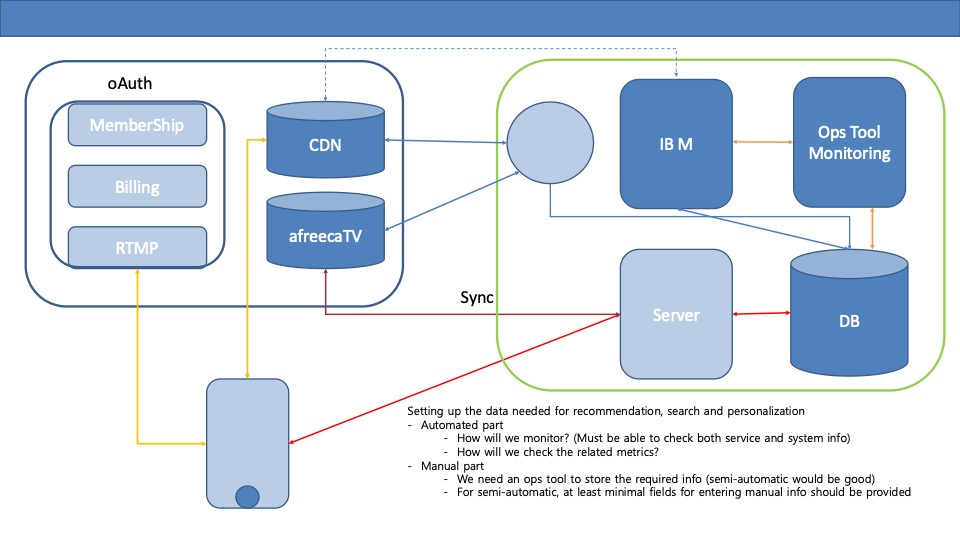 oAuth
MemberShip
Billing
RTMP
CDN
afreecaTV
IB M
Ops Tool
Monitoring
Sync
Server
DB
Setting up the data needed for recommendation, search and personalization
- Automated part
- How will we monitor? (Must be able to check both service and system info)
- How will we check the related metrics?
- Manual part
- We need an ops tool to store the required info (semi-automatic would be good)
- For semi-automatic, at least minimal fields for entering manual info should be provided